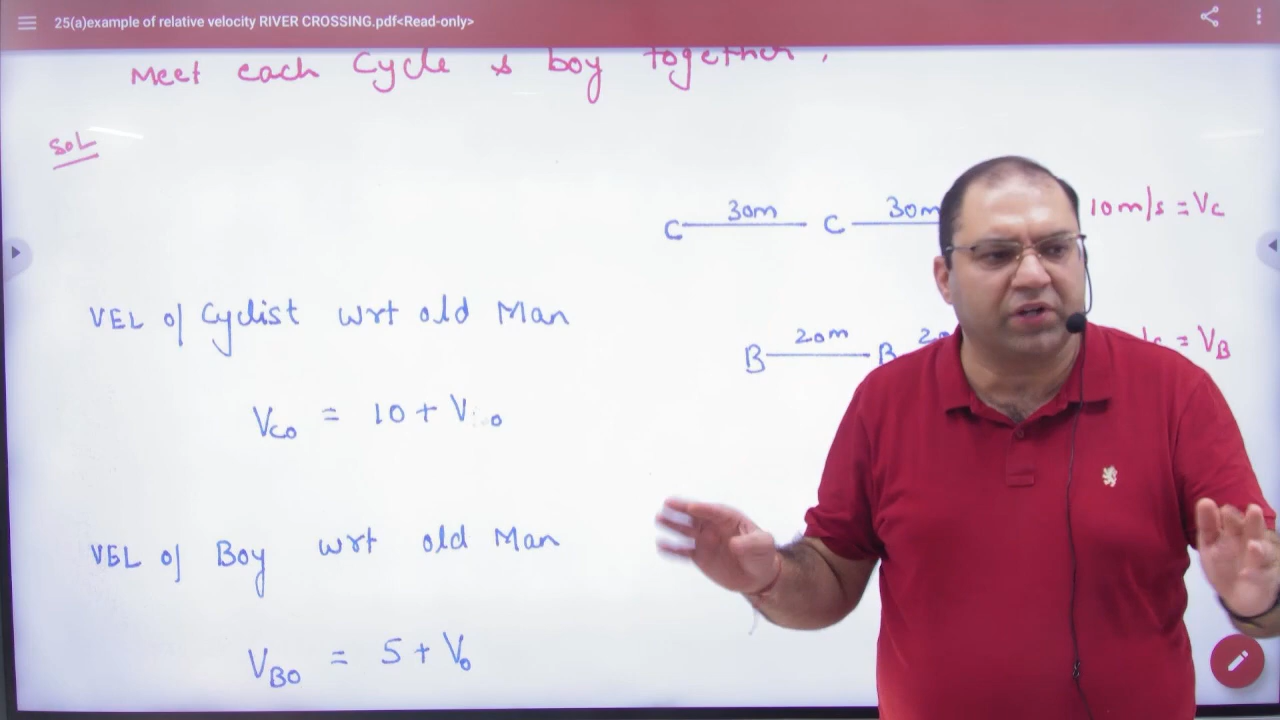 25(a)example of relative velocity RIVER CROSSING.pdf<Read-only>
Meet each Cycle & boy together.
SOL
C 30m C 30m 10m/s = Vc
VEL of Cyclist wrt old Man
B 20m B = VB
Vco = 10 + V o
VEL of Boy wrt old Man
VBO = 5 + Vo